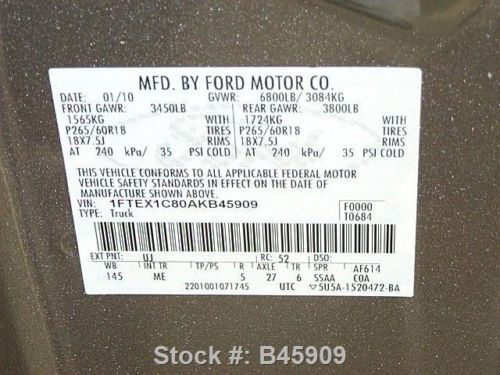 MFD. BY FORD MOTOR CO.
DATE: 01/10 GVWR: 6800LB/ 3084KG
FRONT GAWR: 3450LB REAR GAWR: 3800LB
1565KG WITH 1724KG WITH
P265/60R18 TIRES P265/60R18 TIRES
18X7.5J RIMS 18X7.5J RIMS
AT 240 kPa/ 35 PSI COLD AT 240 kPa/ 35 PSI COLD
THIS VEHICLE CONFORMS TO ALL APPLICABLE FEDERAL MOTOR
VEHICLE SAFETY STANDARDS IN EFFECT ON THE DATE OF
MANUFACTURE SHOWN ABOVE.
VIN: 1FTEX1C80AKB45909 F0000
TYPE: Truck T0684
EXT PNT: UJ RC: 52 DSO:
WB INT TR TP/PS R AXLE TR SPR AF614
145 ME 5 27 6 SSAA COA
2201001071745 UTC ▽5U5A-1520472-BA
Stock #: B45909